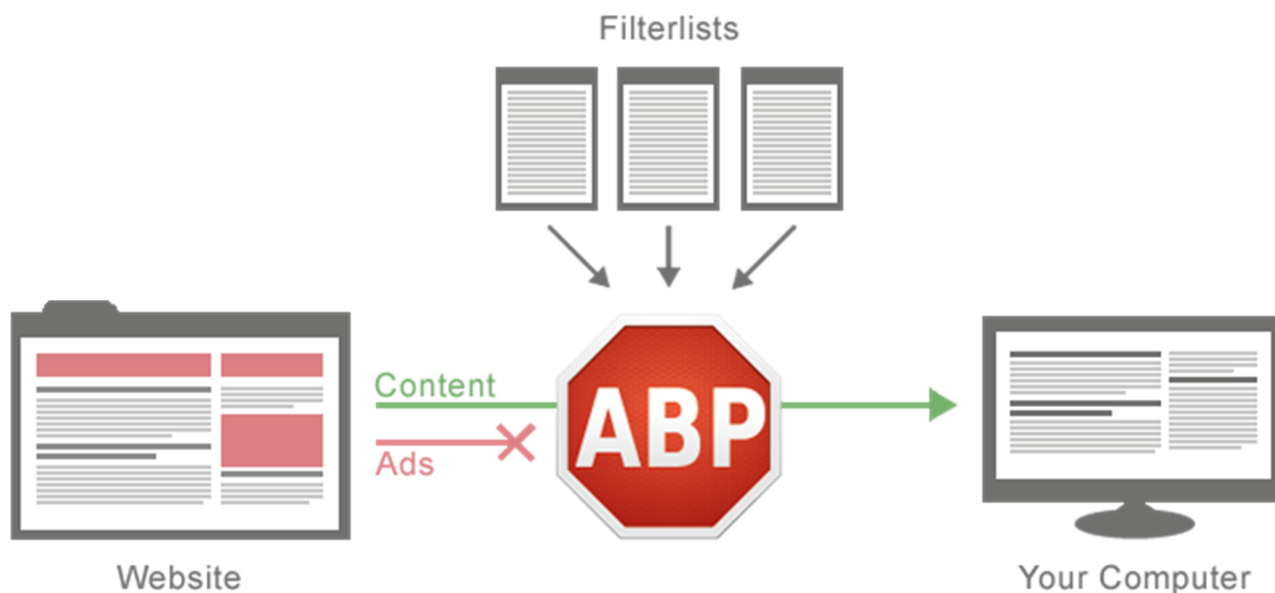 Filterlists
Content
Ads
ABP
Website
Your Computer